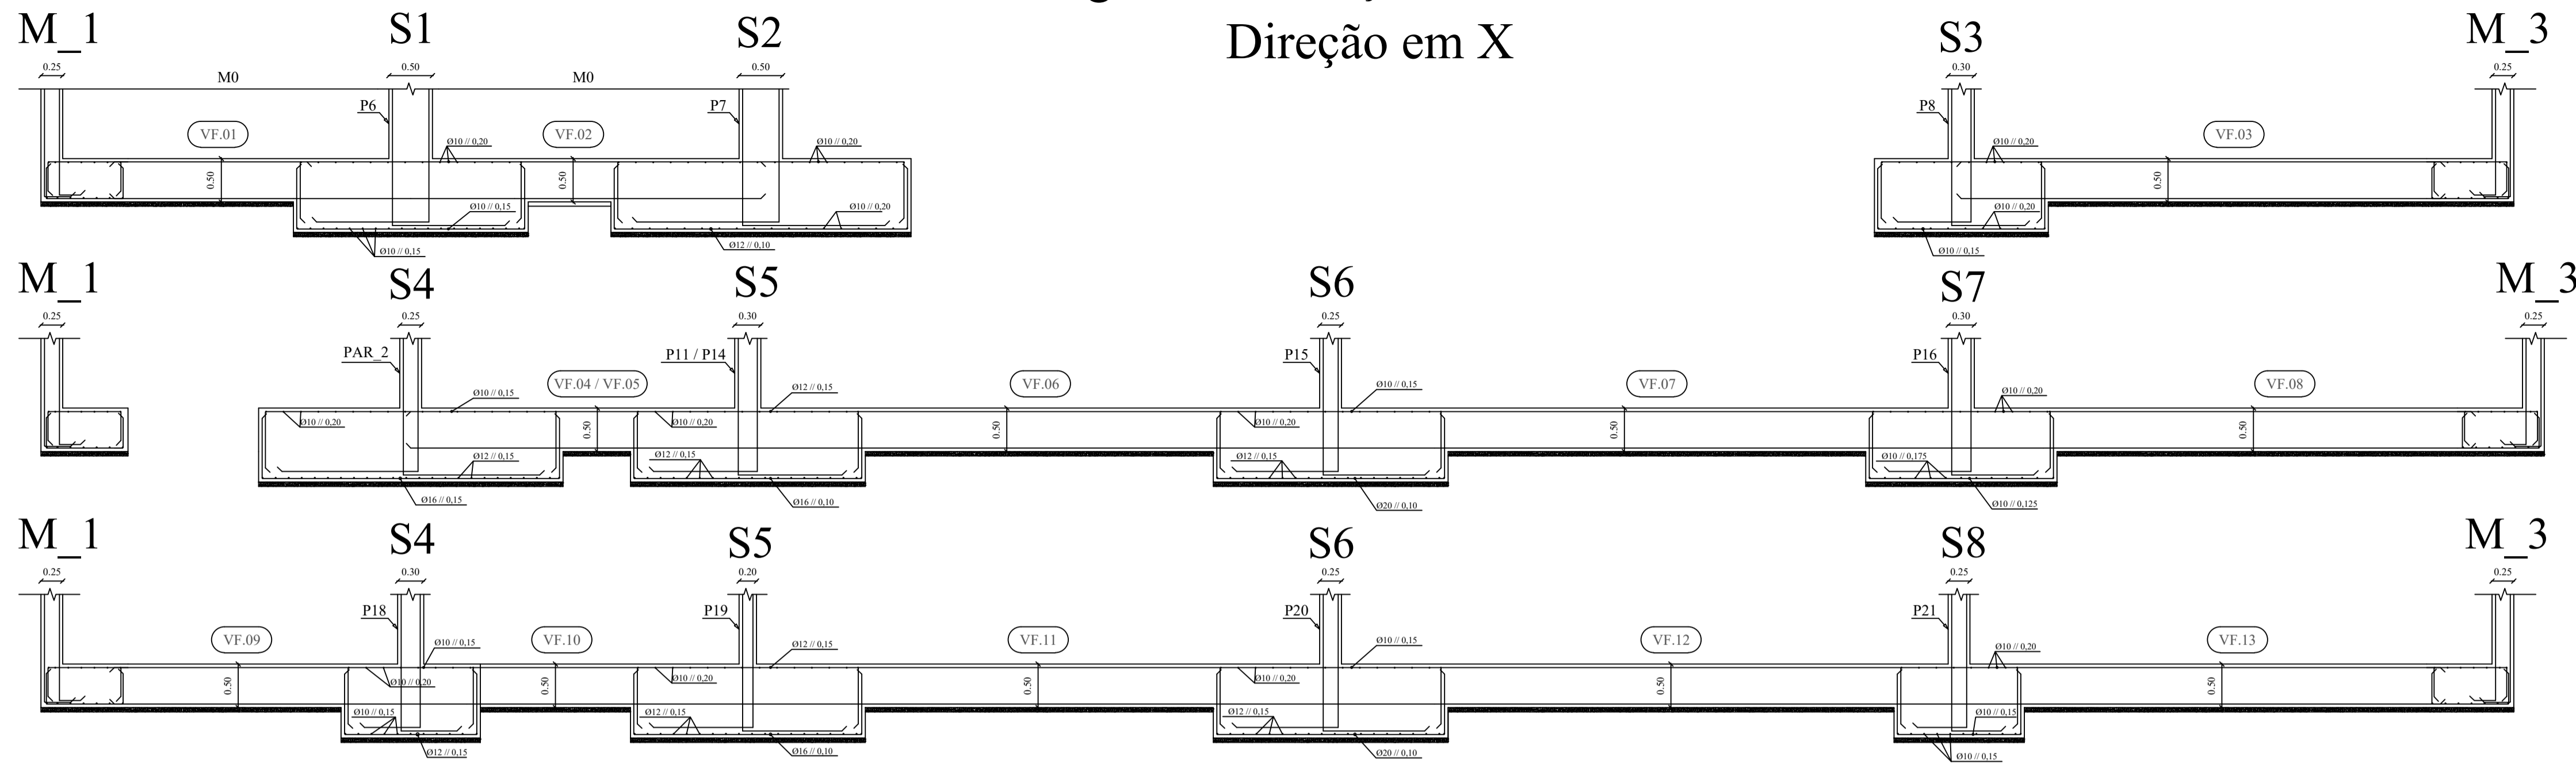 Direção em X
M_1
S1
S2
S3
M_3
0.25
M0
0.50
M0
0.50
0.30
0.25
P6
P7
P8
VF.01
VF.02
VF.03
Ø10 // 0,20
Ø10 // 0,20
Ø10 // 0,20
0.50
0.50
0.50
Ø10 // 0,15
Ø10 // 0,20
Ø10 // 0,20
Ø10 // 0,15
Ø12 // 0,10
Ø10 // 0,15
M_1
S4
S5
S6
S7
M_3
0.25
0.25
0.30
0.25
0.30
0.25
PAR_2
P11 / P14
P15
P16
VF.04 / VF.05
VF.06
VF.07
VF.08
Ø10 // 0,15
Ø12 // 0,15
Ø10 // 0,15
Ø10 // 0,20
Ø10 // 0,20
Ø10 // 0,20
Ø10 // 0,20
0.50
0.50
0.50
0.50
Ø12 // 0,15
Ø12 // 0,15
Ø12 // 0,15
Ø10 // 0,175
Ø16 // 0,15
Ø16 // 0,10
Ø20 // 0,10
Ø10 // 0,125
M_1
S4
S5
S6
S8
M_3
0.25
0.30
0.20
0.25
0.25
0.25
P18
P19
P20
P21
VF.09
VF.10
VF.11
VF.12
VF.13
Ø10 // 0,15
Ø12 // 0,15
Ø10 // 0,15
Ø10 // 0,20
Ø10 // 0,20
Ø10 // 0,20
Ø10 // 0,20
0.50
0.50
0.50
0.50
0.50
Ø10 // 0,15
Ø12 // 0,15
Ø12 // 0,15
Ø10 // 0,15
Ø12 // 0,15
Ø16 // 0,10
Ø20 // 0,10
Ø10 // 0,15